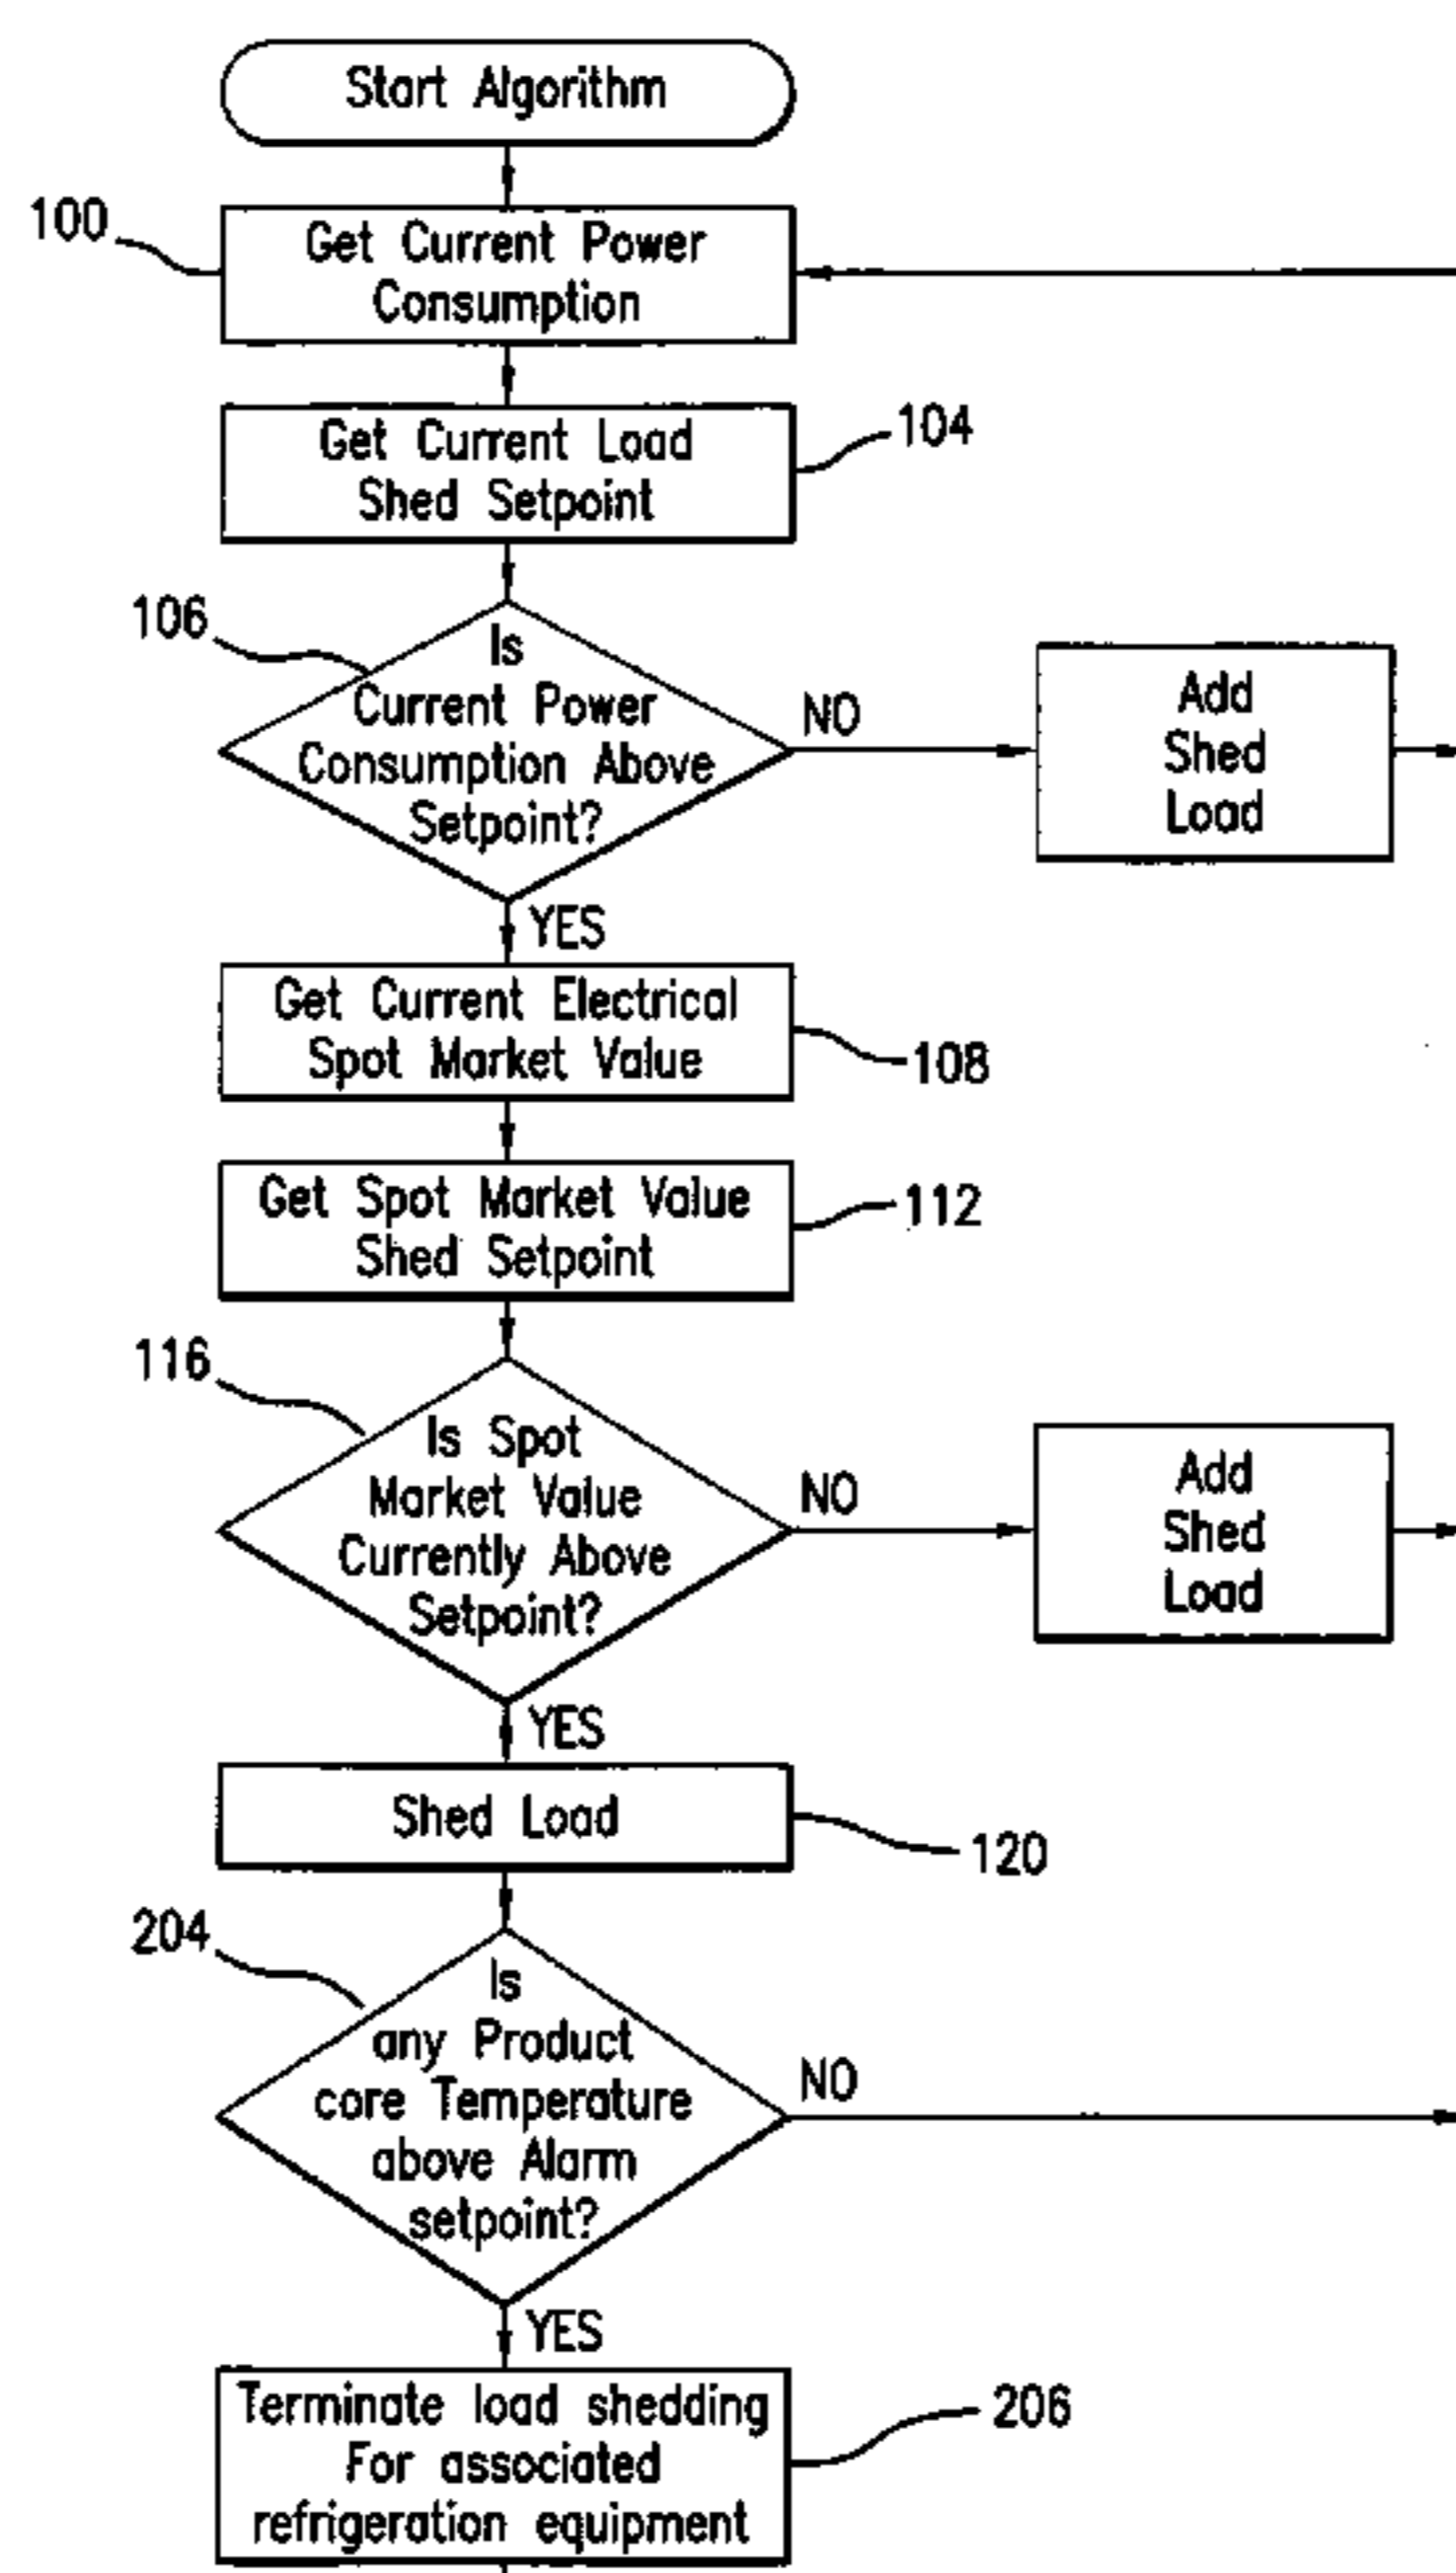 Start Algorithm
100
Get Current Power
Consumption
Get Current Load
Shed Setpoint
104
106
Is
Current Power
Consumption Above
Setpoint?
NO
Add
Shed
Load
YES
Get Current Electrical
Spot Market Value
108
Get Spot Market Value
Shed Setpoint
112
116
Is Spot
Market Value
Currently Above
Setpoint?
NO
Add
Shed
Load
YES
Shed Load
120
204
Is
any Product
core Temperature
above Alarm
setpoint?
NO
YES
Terminate load shedding
For associated
refrigeration equipment
206